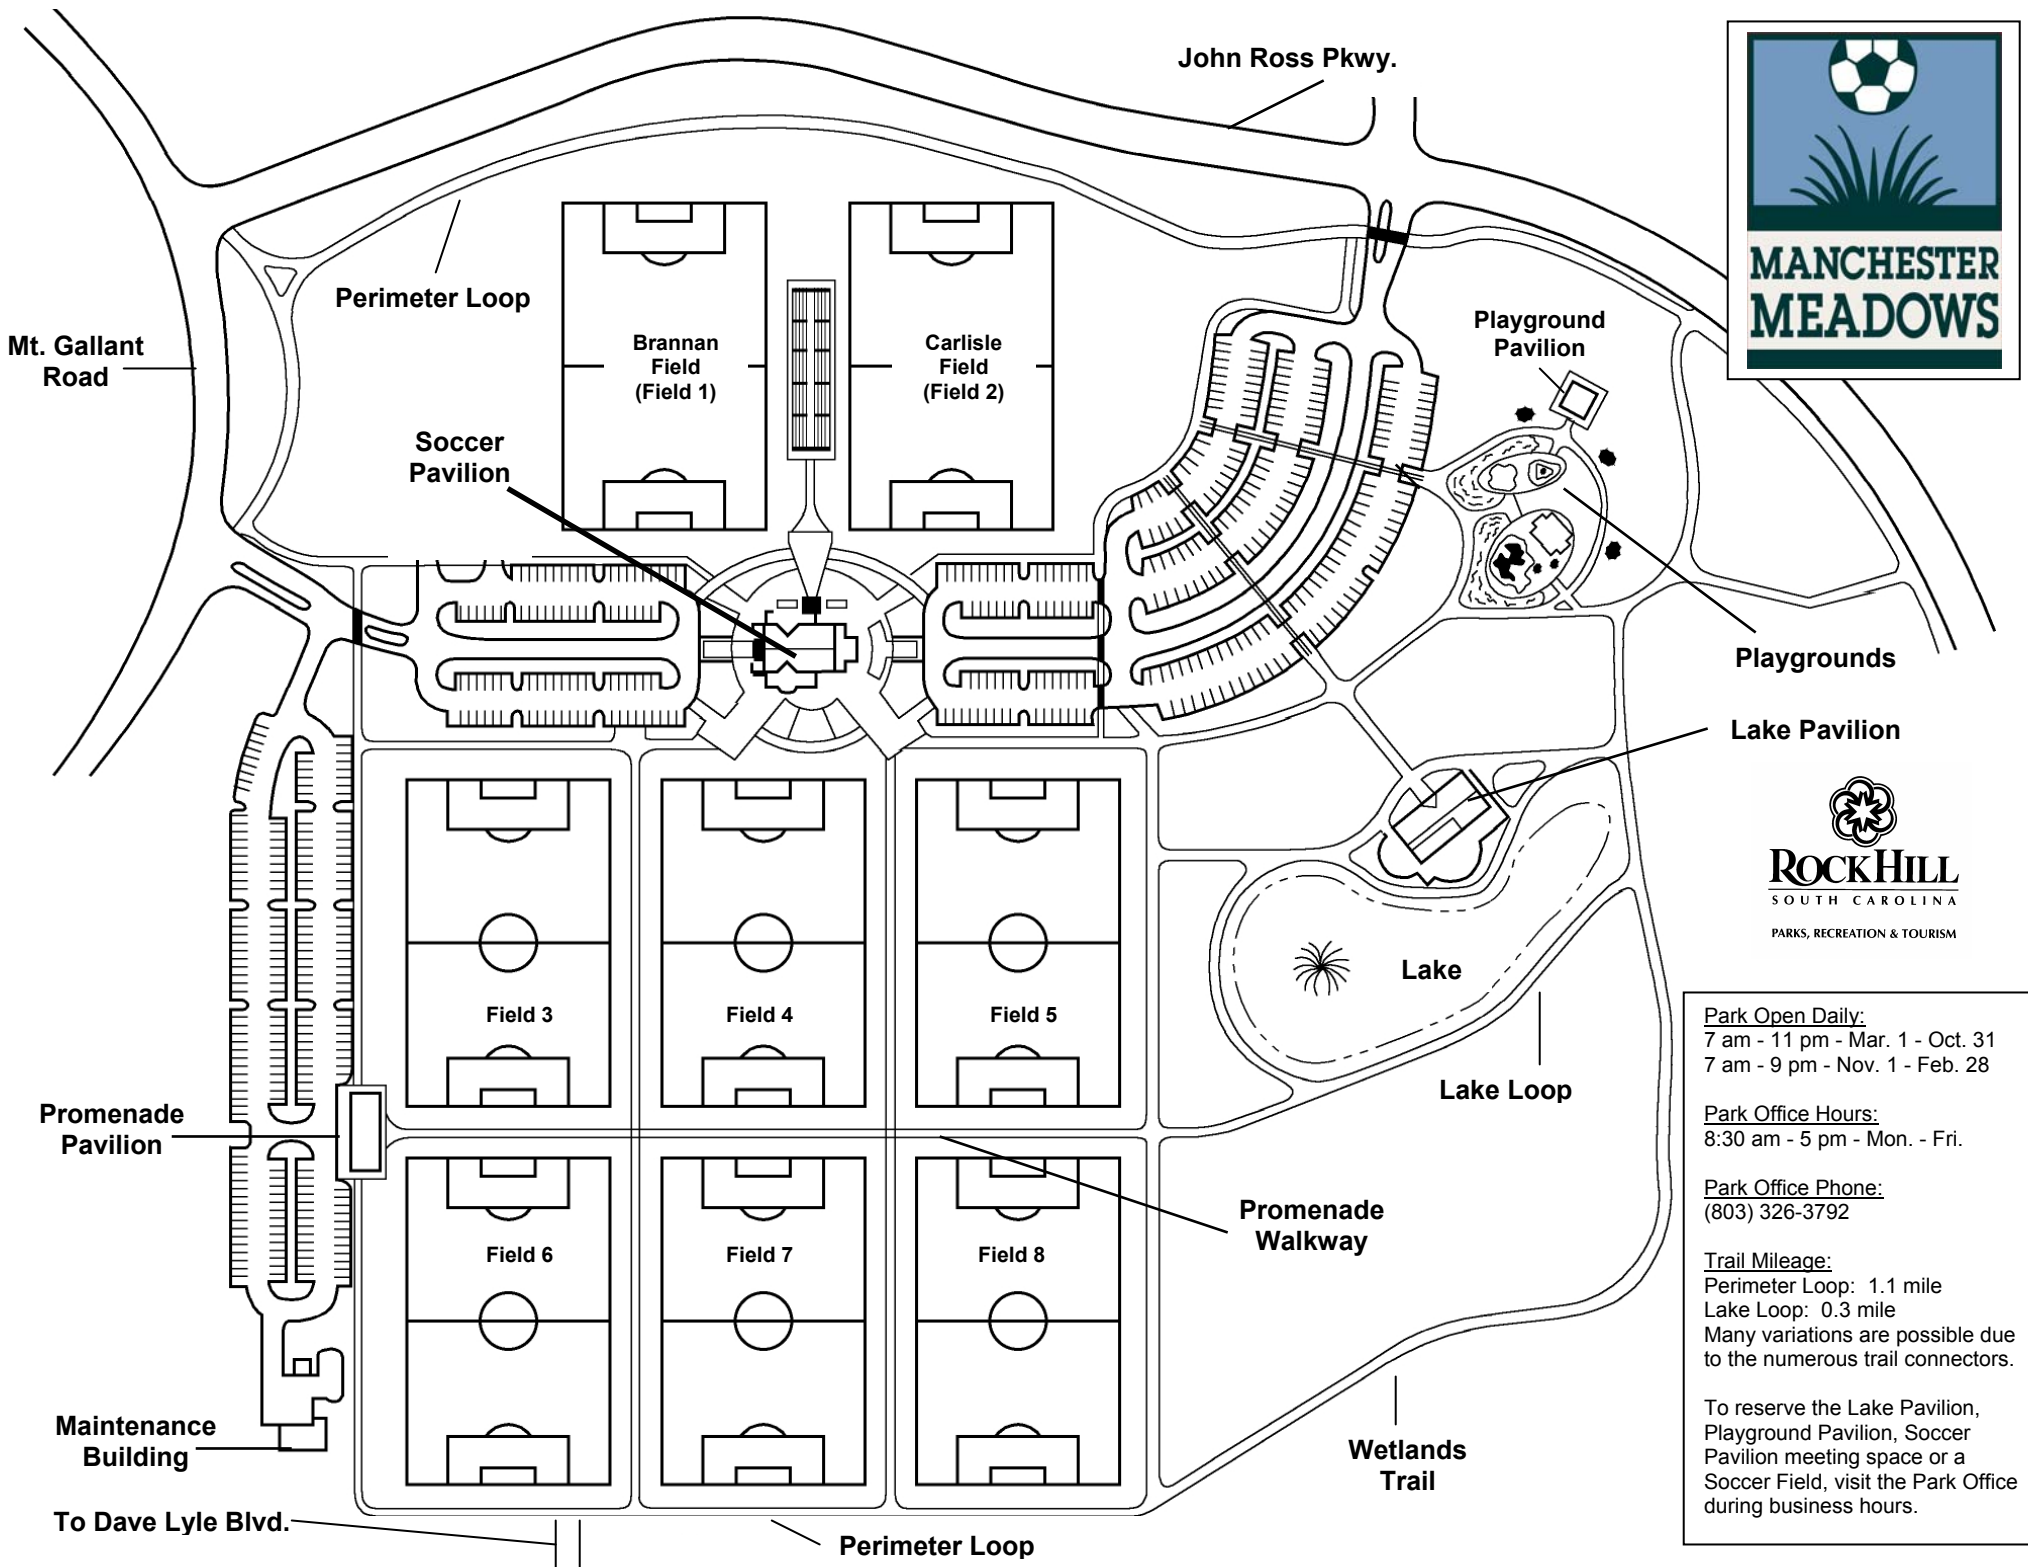 John Ross Pkwy.
MANCHESTER
MEADOWS
Perimeter Loop
Mt. Gallant
Road
Brannan
Field
(Field 1)
Carlisle
Field
(Field 2)
Playground
Pavilion
Soccer
Pavilion
Playgrounds
Lake Pavilion
ROCK HILL
SOUTH CAROLINA
PARKS, RECREATION & TOURISM
Lake
Field 3
Field 4
Field 5
Lake Loop
Promenade
Pavilion
Promenade
Walkway
Field 6
Field 7
Field 8
Maintenance
Building
Wetlands
Trail
To Dave Lyle Blvd.
Perimeter Loop
Park Open Daily:
7 am - 11 pm - Mar. 1 - Oct. 31
7 am - 9 pm - Nov. 1 - Feb. 28
Park Office Hours:
8:30 am - 5 pm - Mon. - Fri.
Park Office Phone:
(803) 326-3792
Trail Mileage:
Perimeter Loop:  1.1 mile
Lake Loop:  0.3 mile
Many variations are possible due
to the numerous trail connectors.
To reserve the Lake Pavilion,
Playground Pavilion, Soccer
Pavilion meeting space or a
Soccer Field, visit the Park Office
during business hours.